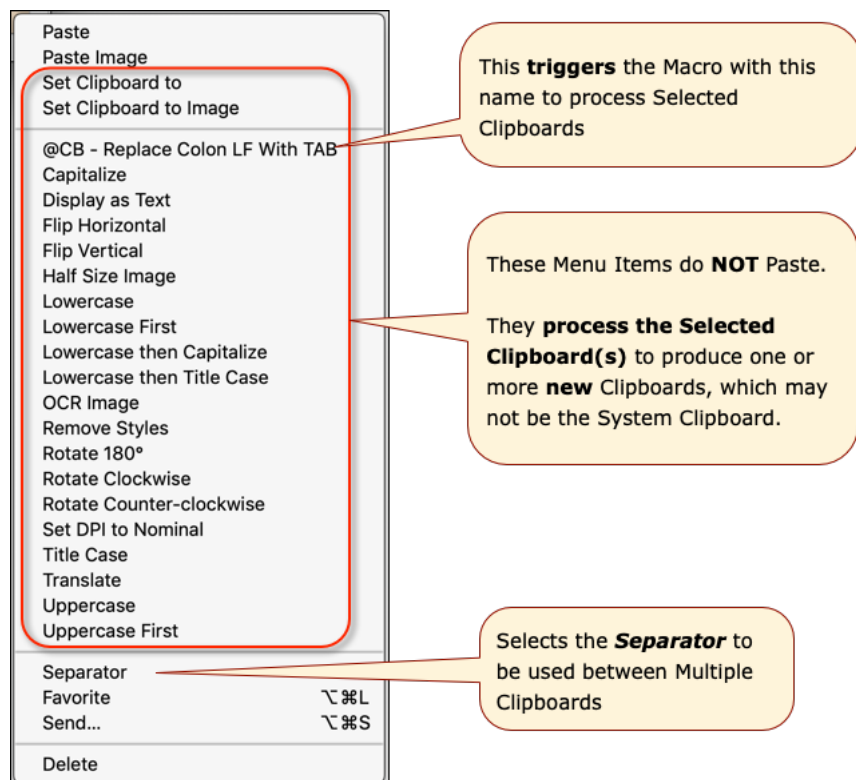 Paste
Paste Image
Set Clipboard to
Set Clipboard to Image
@CB - Replace Colon LF With TAB
Capitalize
Display as Text
Flip Horizontal
Flip Vertical
Half Size Image
Lowercase
Lowercase First
Lowercase then Capitalize
Lowercase then Title Case
OCR Image
Remove Styles
Rotate 180°
Rotate Clockwise
Rotate Counter-clockwise
Set DPI to Nominal
Title Case
Translate
Uppercase
Uppercase First
Separator
Favorite ⌥⌘L
Send... ⌥⌘S
Delete
This triggers the Macro with this
name to process Selected
Clipboards
These Menu Items do NOT Paste.
They process the Selected
Clipboard(s) to produce one or
more new Clipboards, which may
not be the System Clipboard.
Selects the Separator to
be used between Multiple
Clipboards